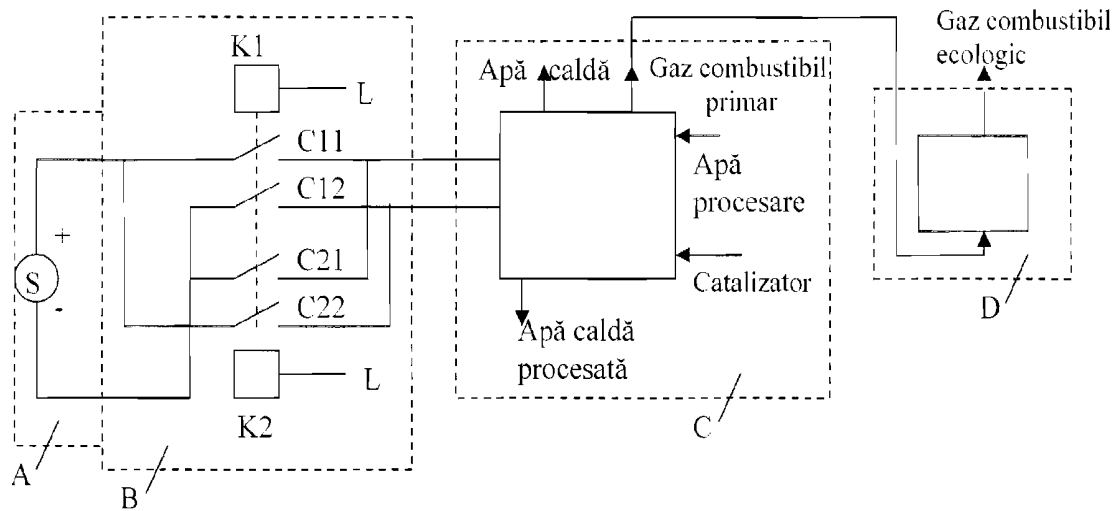 K1
L
C11
C12
C21
C22
L
K2
+
S
-
A
B
Apă caldă
Gaz combustibil
primar
Apă
procesare
Catalizator
Apă caldă
procesată
C
Gaz combustibil
ecologic
D